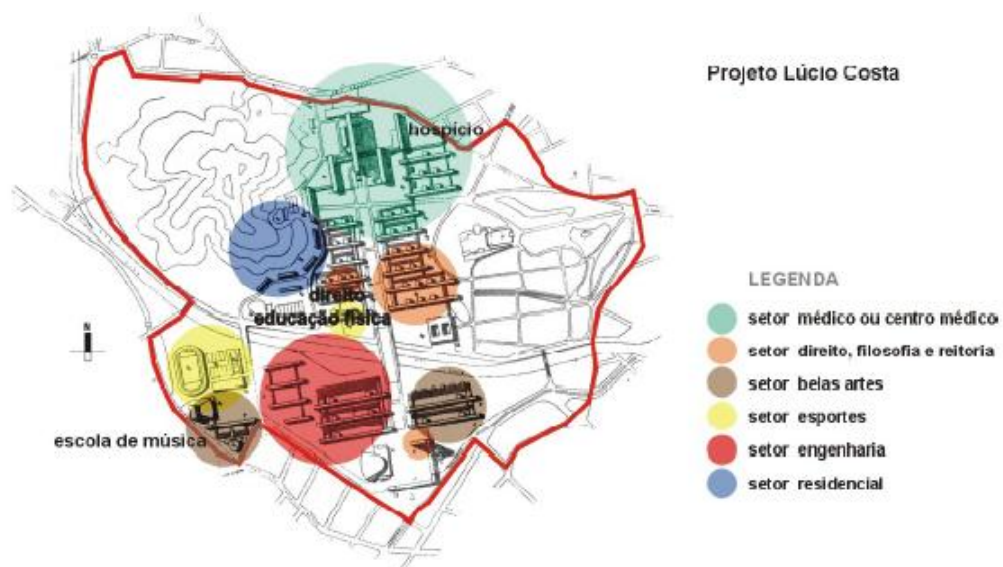 Projeto Lúcio Costa
hospício
direito
educação física
escola de música
N
LEGENDA
setor médico ou centro médico
setor direito, filosofia e reitoria
setor belas artes
setor esportes
setor engenharia
setor residencial